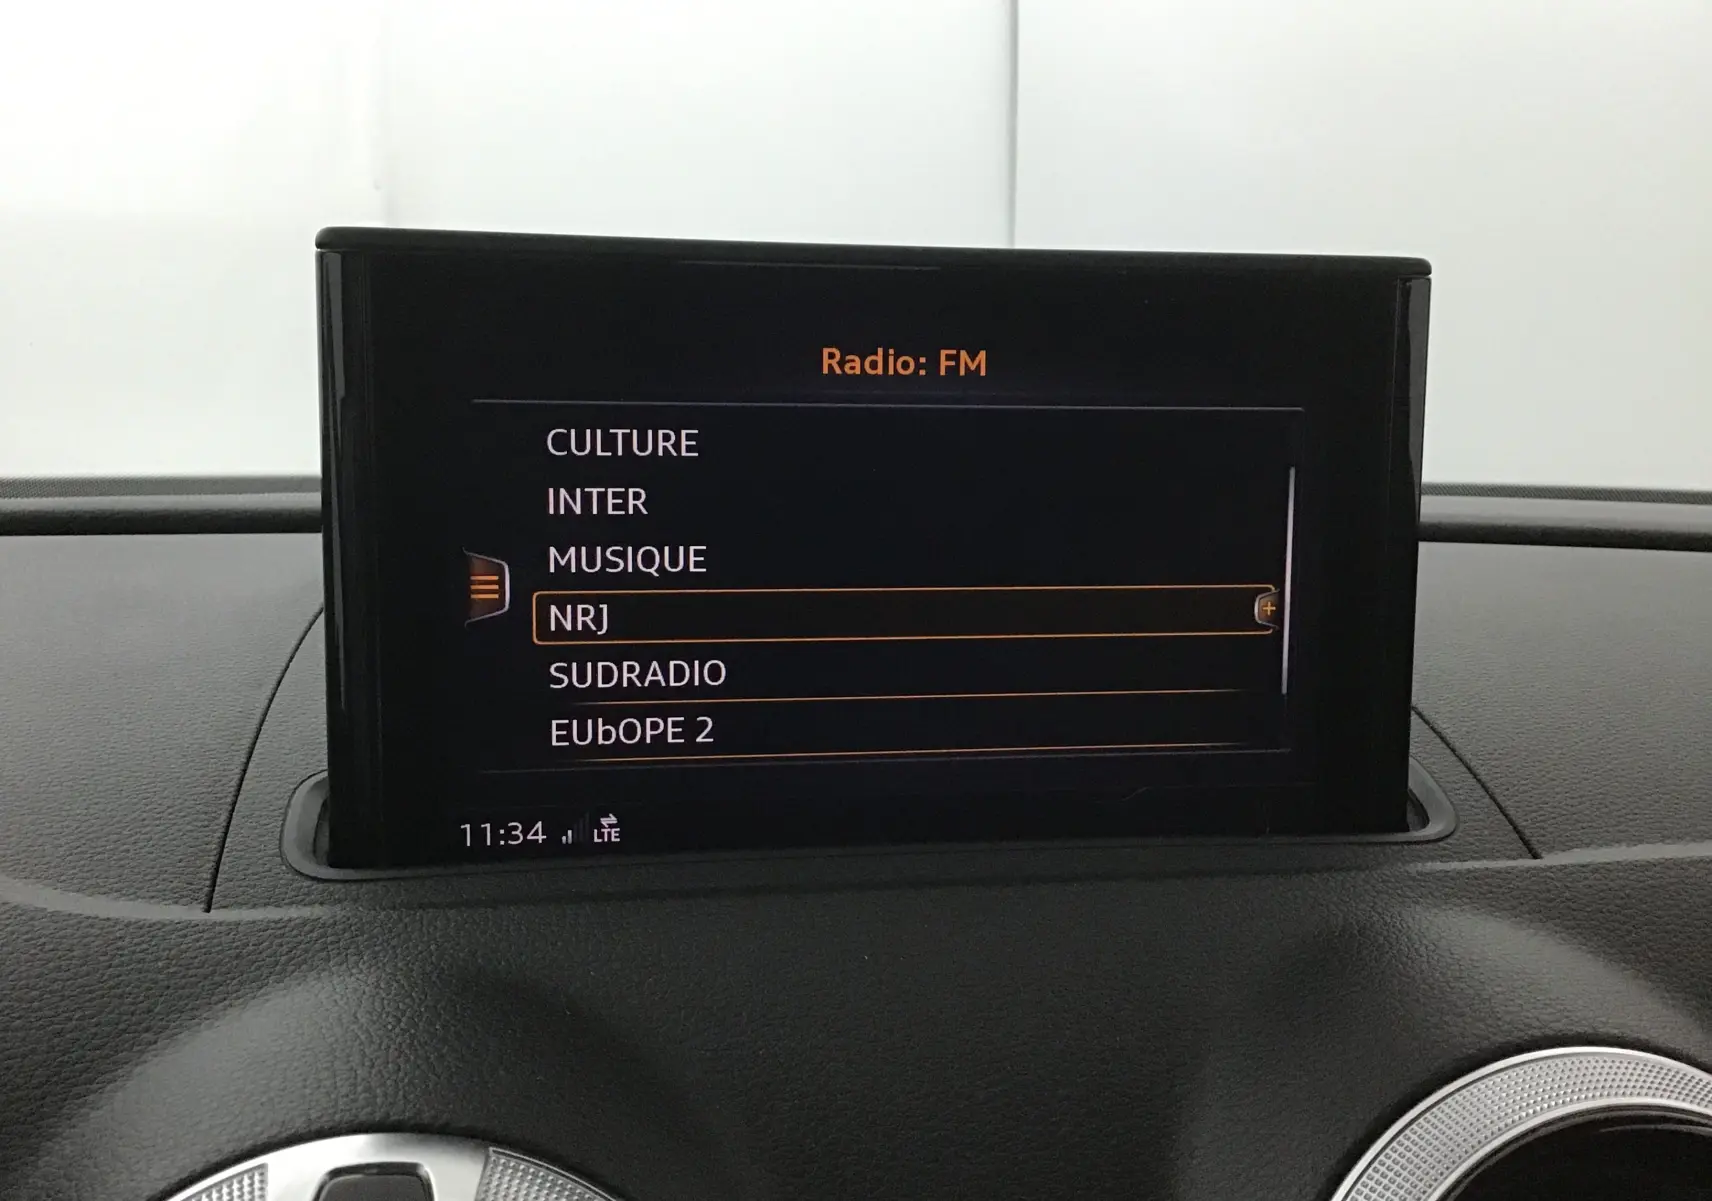 Radio: FM
CULTURE
INTER
MUSIQUE
NRJ
SUDRADIO
EUbOPE 2
11:34 LTE